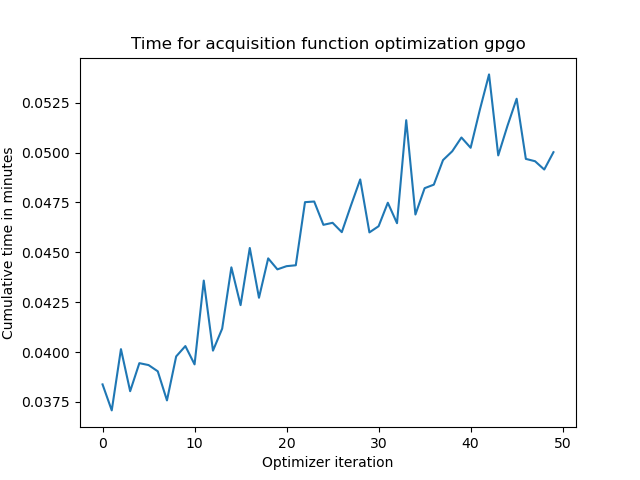 Time for acquisition function optimization gpgo
Cumulative time in minutes
0.0525
0.0500
0.0475
0.0450
0.0425
0.0400
0.0375
0 10 20 30 40 50
Optimizer iteration